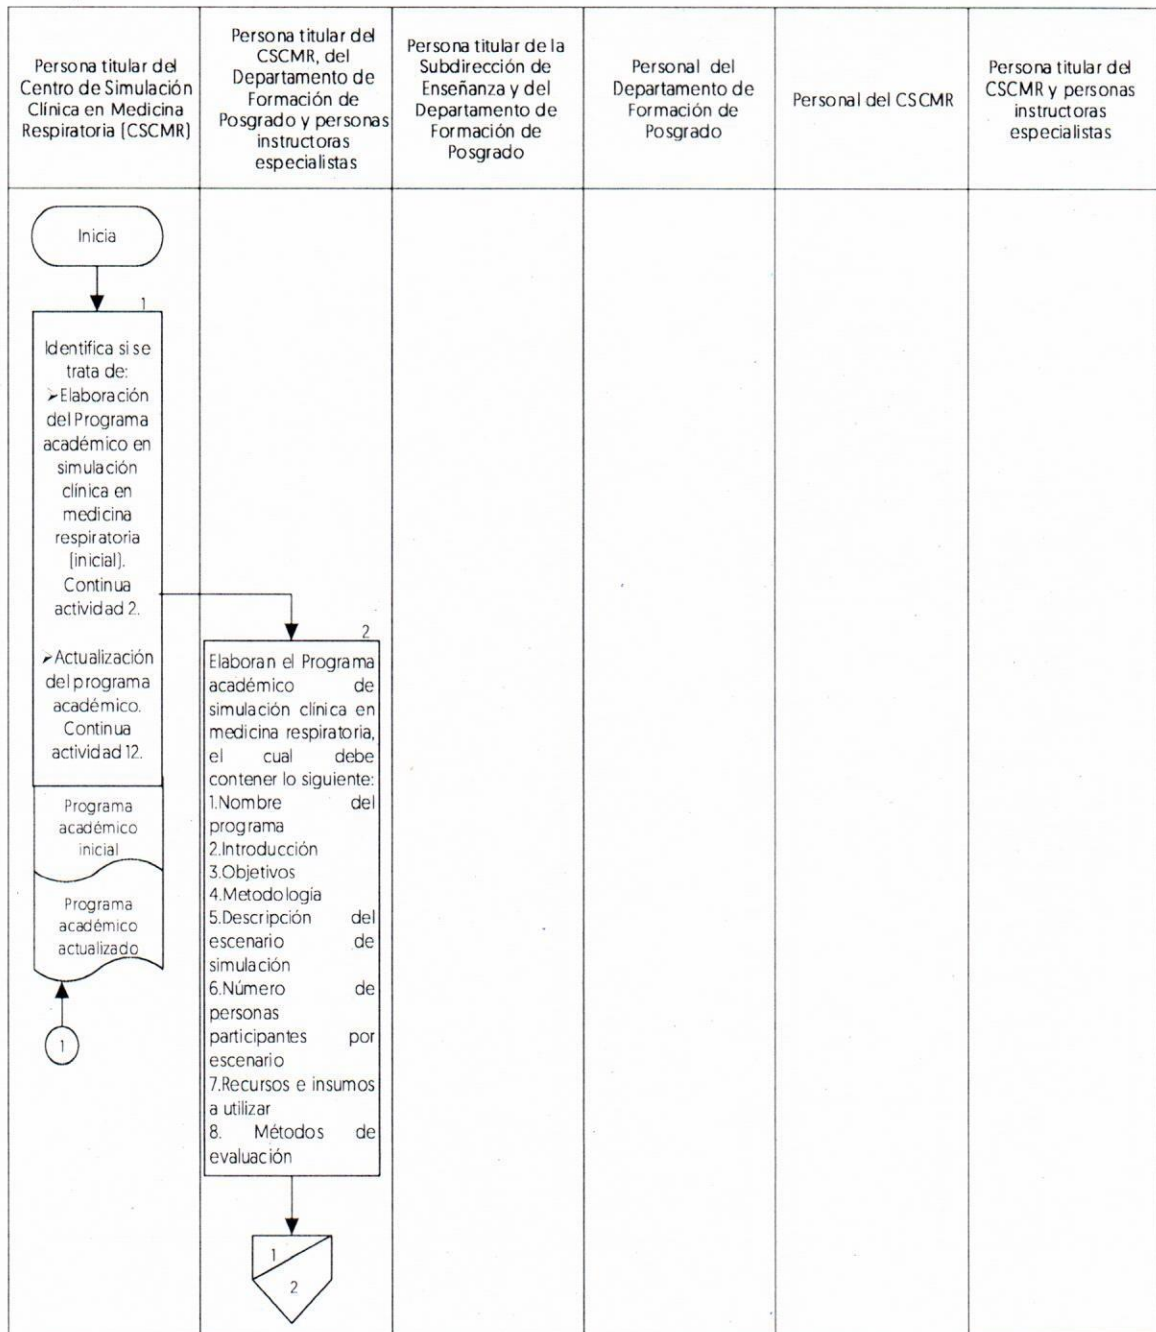 Persona titular del
Centro de Simulación
Clínica en Medicina
Respiratoria (CSCMR)
Persona titular del
CSCMR, del
Departamento de
Formación de
Posgrado y personas
instructoras
especialistas
Persona titular de la
Subdirección de
Enseñanza y del
Departamento de
Formación de
Posgrado
Personal del
Departamento de
Formación de
Posgrado
Personal del CSCMR
Persona titular del
CSCMR y personas
instructoras
especialistas
Inicia
1
Identifica si se
trata de:
➢Elaboración
del Programa
académico en
simulación
clínica en
medicina
respiratoria
(inicial).
Continua
actividad 2.
➢Actualización
del programa
académico.
Continua
actividad 12.
Programa
académico
inicial
Programa
académico
actualizado
1
2
Elaboran el Programa
académico de
simulación clínica en
medicina respiratoria,
el cual debe
contener lo siguiente:
1.Nombre del
programa
2.Introducción
3.Objetivos
4.Metodología
5.Descripción del
escenario de
simulación
6.Número de
personas
participantes por
escenario
7.Recursos e insumos
a utilizar
8. Métodos de
evaluación
1
2